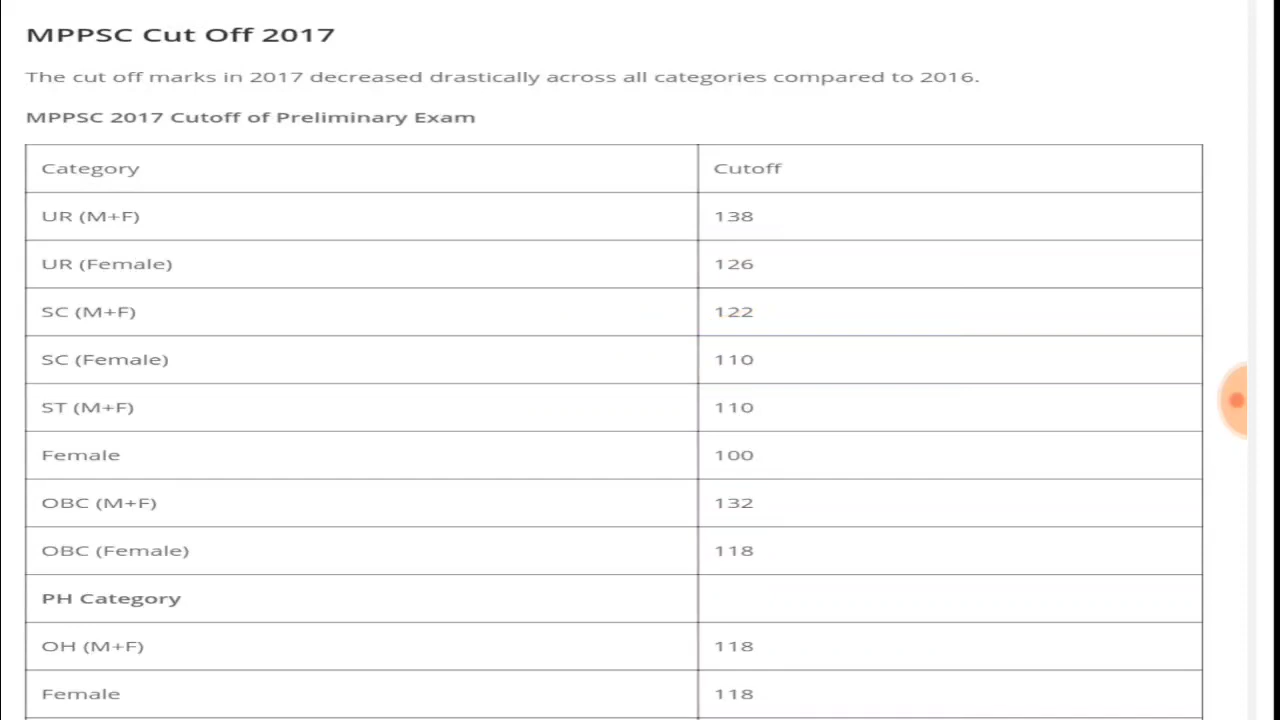 MPPSC Cut Off 2017
The cut off marks in 2017 decreased drastically across all categories compared to 2016.
MPPSC 2017 Cutoff of Preliminary Exam
Category Cutoff
UR (M+F) 138
UR (Female) 126
SC (M+F) 122
SC (Female) 110
ST (M+F) 110
Female 100
OBC (M+F) 132
OBC (Female) 118
PH Category
OH (M+F) 118
Female 118